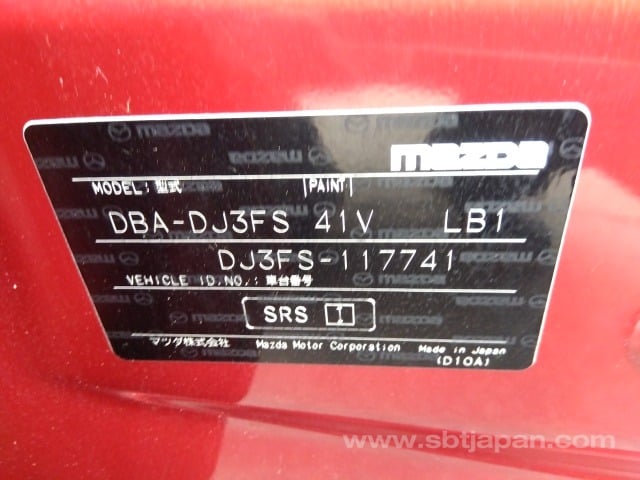 mazda
MODEL:型式 PAINT
DBA-DJ3FS 41V LB1
DJ3FS-117741
VEHICLE ID.NO.:車台番号
SRS
マツダ株式会社 Mazda Motor Corporation Made in Japan
(D10A)
www.sbtjapan.com